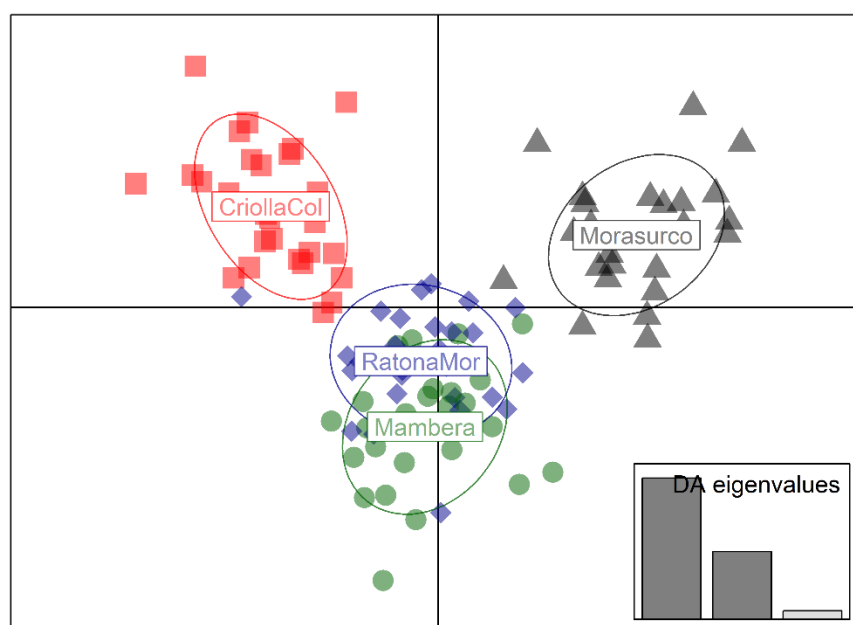 CriollaCol
Morasurco
RatonaMor
Mambera
DA eigenvalues